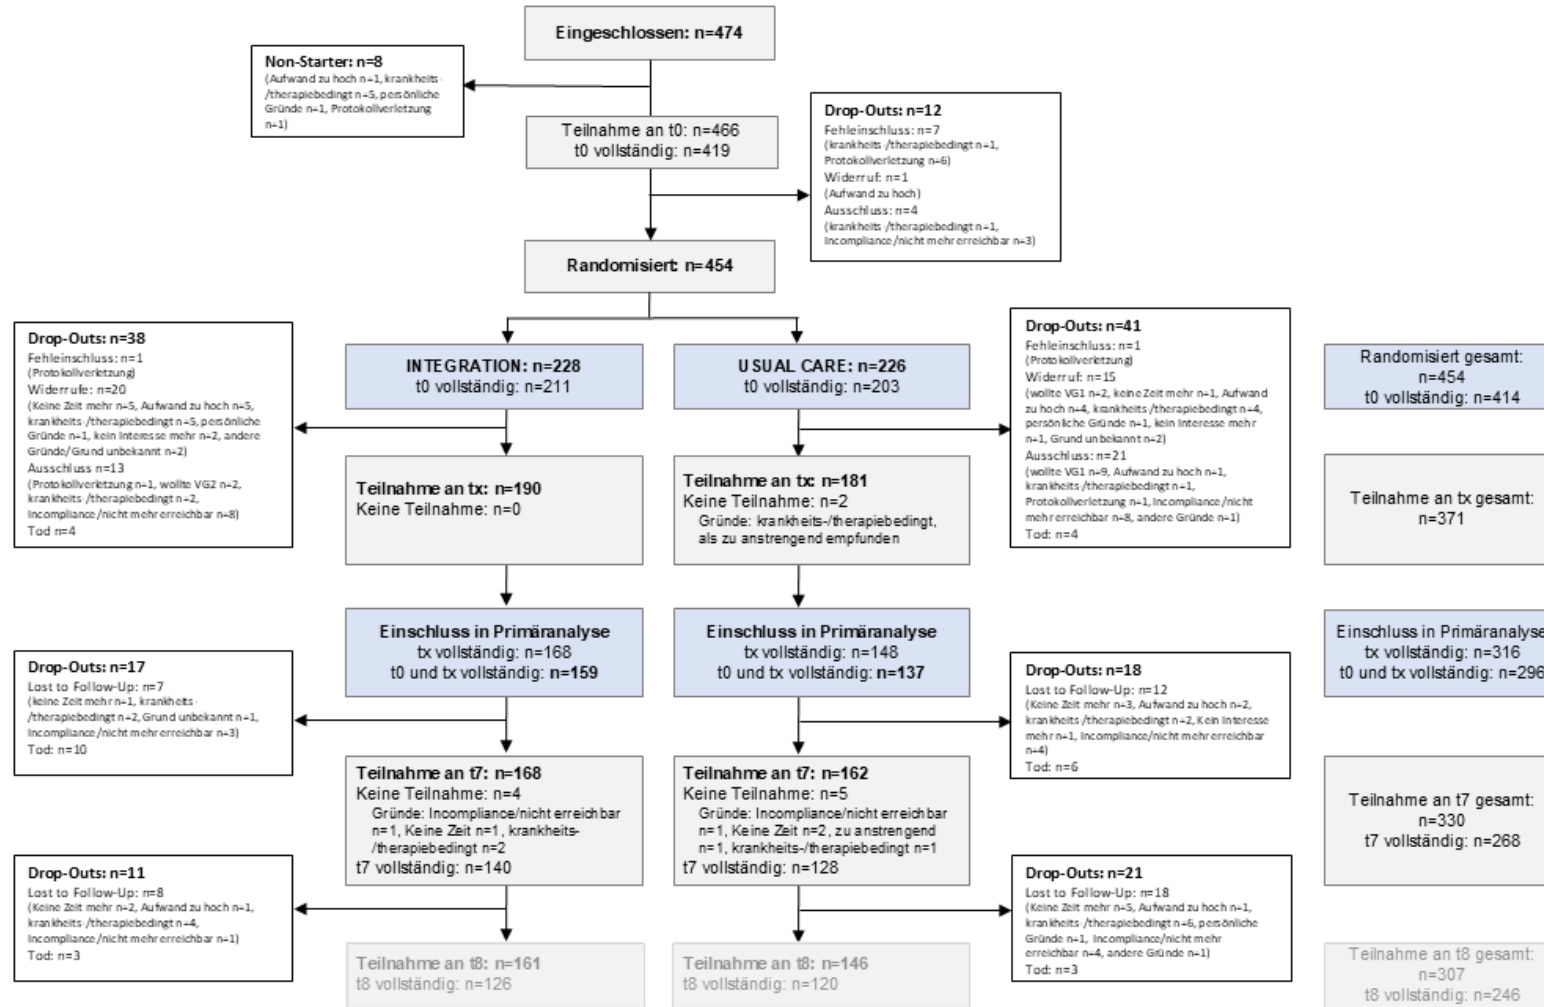 Eingeschlossen: n=474
Non-Starter: n=8
(Aufwand zu hoch n=1, krankheits-
/therapiebedingt n=5, persönliche
Gründe n=1, Protokollverletzung
n=1)
Teilnahme an t0: n=466
t0 vollständig: n=419
Drop-Outs: n=12
Fehleinschluss: n=7
(krankheits-/therapiebedingt n=1,
Protokollverletzung n=6)
Widerruf: n=1
(Aufwand zu hoch)
Ausschluss: n=4
(krankheits-/therapiebedingt n=1,
Incompliance/nicht mehr erreichbar n=3)
Randomisiert: n=454
Drop-Outs: n=38
Fehleinschluss: n=1
(Protokollverletzung)
Widerrufe: n=20
(Keine Zeit mehr n=5, Aufwand zu hoch n=5,
krankheits-/therapiebedingt n=5, persönliche
Gründe n=1, kein Interesse mehr n=2, andere
Gründe/Grund unbekannt n=2)
Ausschluss n=13
(Protokollverletzung n=1, wollte VG2 n=2,
krankheits-/therapiebedingt n=2,
Incompliance/nicht mehr erreichbar n=8)
Tod n=4
INTEGRATION: n=228
t0 vollständig: n=211
USUAL CARE: n=226
t0 vollständig: n=203
Drop-Outs: n=41
Fehleinschluss: n=1
(Protokollverletzung)
Widerruf: n=15
(wollte VG1 n=2, keine Zeit mehr n=1, Aufwand
zu hoch n=4, krankheits-/therapiebedingt n=4,
persönliche Gründe n=1, kein Interesse mehr
n=1, Grund unbekannt n=2)
Ausschluss: n=21
(wollte VG1 n=9, Aufwand zu hoch n=1,
krankheits-/therapiebedingt n=1,
Protokollverletzung n=1, Incompliance/nicht
mehr erreichbar n=8, andere Gründe n=1)
Tod: n=4
Randomisiert gesamt:
n=454
t0 vollständig: n=414
Teilnahme an tx: n=190
Keine Teilnahme: n=0
Teilnahme an tx: n=181
Keine Teilnahme: n=2
Gründe: krankheits-/therapiebedingt,
als zu anstrengend empfunden
Teilnahme an tx gesamt:
n=371
Einschluss in Primäranalyse
tx vollständig: n=168
t0 und tx vollständig: n=159
Einschluss in Primäranalyse
tx vollständig: n=148
t0 und tx vollständig: n=137
Einschluss in Primäranalyse
tx vollständig: n=316
t0 und tx vollständig: n=296
Drop-Outs: n=17
Lost to Follow-Up: n=7
(keine Zeit mehr n=1, krankheits-
/therapiebedingt n=2, Grund unbekannt n=1,
Incompliance/nicht mehr erreichbar n=3)
Tod: n=10
Drop-Outs: n=18
Lost to Follow-Up: n=12
(Keine Zeit mehr n=3, Aufwand zu hoch n=2,
krankheits-/therapiebedingt n=2, Kein Interesse
mehr n=1, Incompliance/nicht mehr erreichbar
n=4)
Tod: n=6
Teilnahme an t7: n=168
Keine Teilnahme: n=4
Gründe: Incompliance/nicht erreichbar
n=1, Keine Zeit n=1, krankheits-
/therapiebedingt n=2
t7 vollständig: n=140
Teilnahme an t7: n=162
Keine Teilnahme: n=5
Gründe: Incompliance/nicht erreichbar
n=1, Keine Zeit n=2, zu anstrengend
n=1, krankheits-/therapiebedingt n=1
t7 vollständig: n=128
Teilnahme an t7 gesamt:
n=330
t7 vollständig: n=268
Drop-Outs: n=11
Lost to Follow-Up: n=8
(Keine Zeit mehr n=2, Aufwand zu hoch n=1,
krankheits-/therapiebedingt n=4,
Incompliance/nicht mehr erreichbar n=1)
Tod: n=3
Drop-Outs: n=21
Lost to Follow-Up: n=18
(Keine Zeit mehr n=5, Aufwand zu hoch n=1,
krankheits-/therapiebedingt n=6, persönliche
Gründe n=1, Incompliance/nicht mehr
erreichbar n=4, andere Gründe n=1)
Tod: n=3
Teilnahme an t8: n=161
t8 vollständig: n=126
Teilnahme an t8: n=146
t8 vollständig: n=120
Teilnahme an t8 gesamt:
n=307
t8 vollständig: n=246